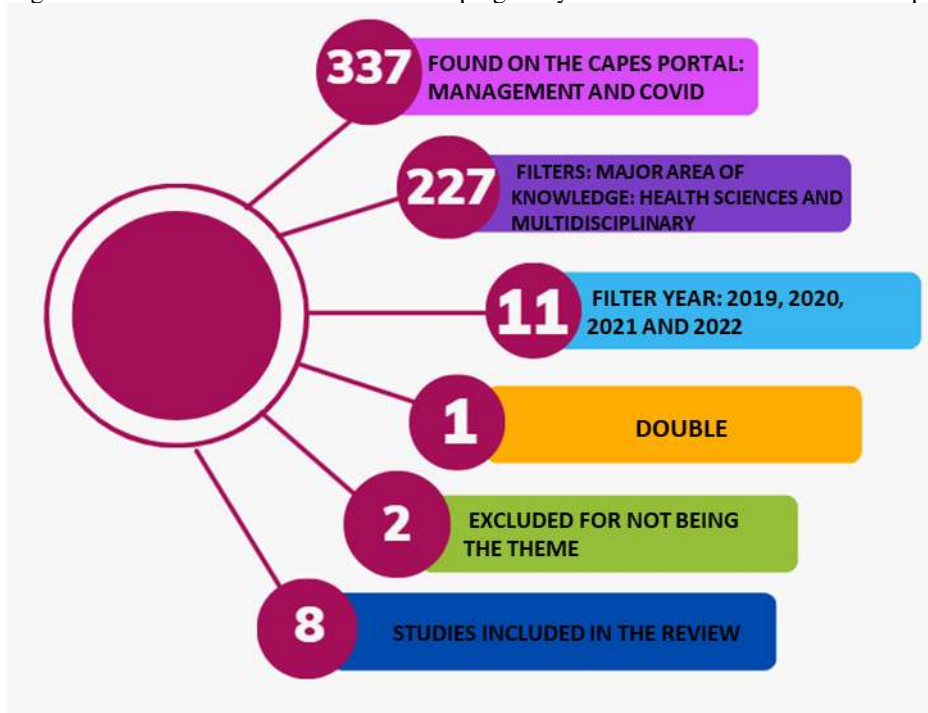 337
FOUND ON THE CAPES PORTAL:
MANAGEMENT AND COVID
227
FILTERS: MAJOR AREA OF
KNOWLEDGE: HEALTH SCIENCES AND
MULTIDISCIPLINARY
11
FILTER YEAR: 2019, 2020,
2021 AND 2022
1
DOUBLE
2
EXCLUDED FOR NOT BEING
THE THEME
8
STUDIES INCLUDED IN THE REVIEW